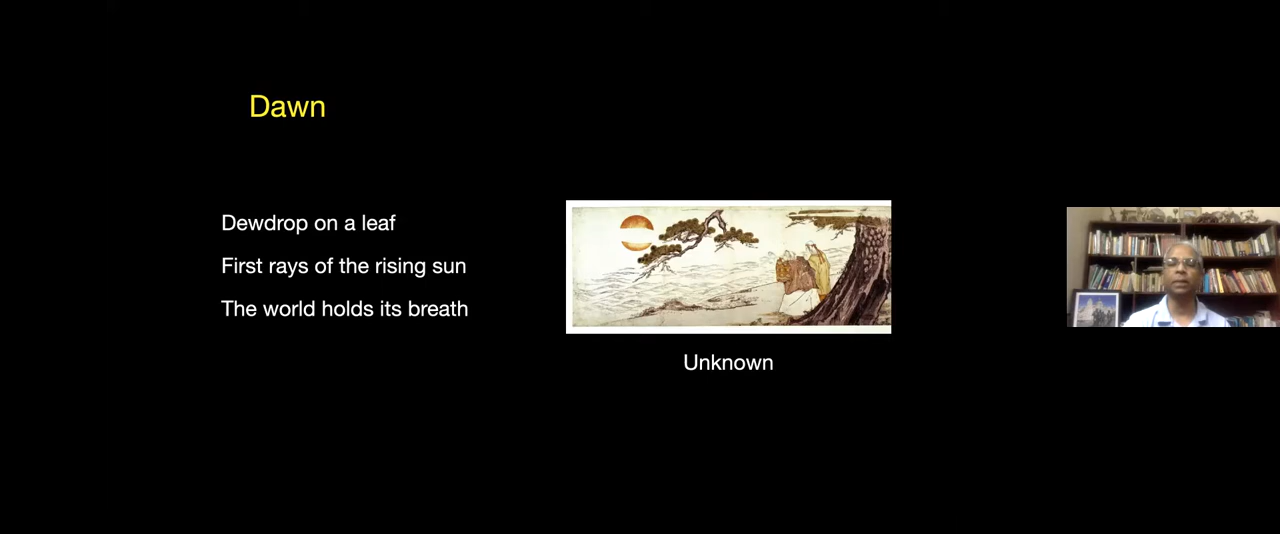 Dawn
Dewdrop on a leaf
First rays of the rising sun
The world holds its breath
Unknown